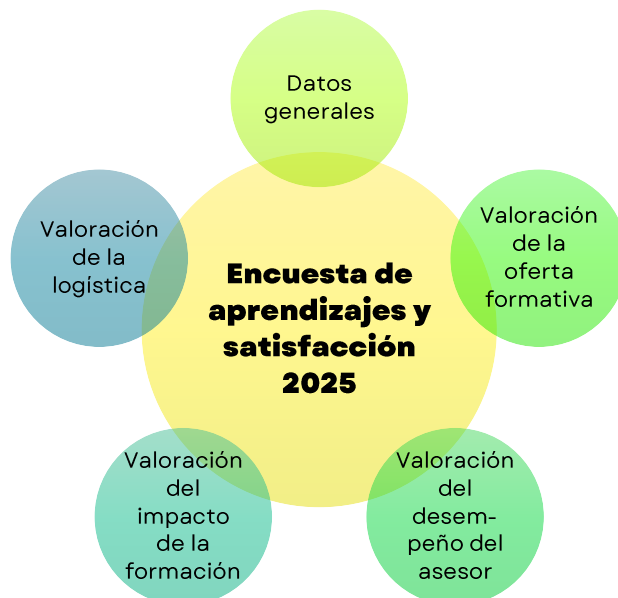 Datos
generales
Valoración
de la
logística
Valoración
de la
oferta
formativa
Encuesta de
aprendizajes y
satisfacción
2025
Valoración
del
impacto
de la
formación
Valoración
del
desem-
peño del
asesor